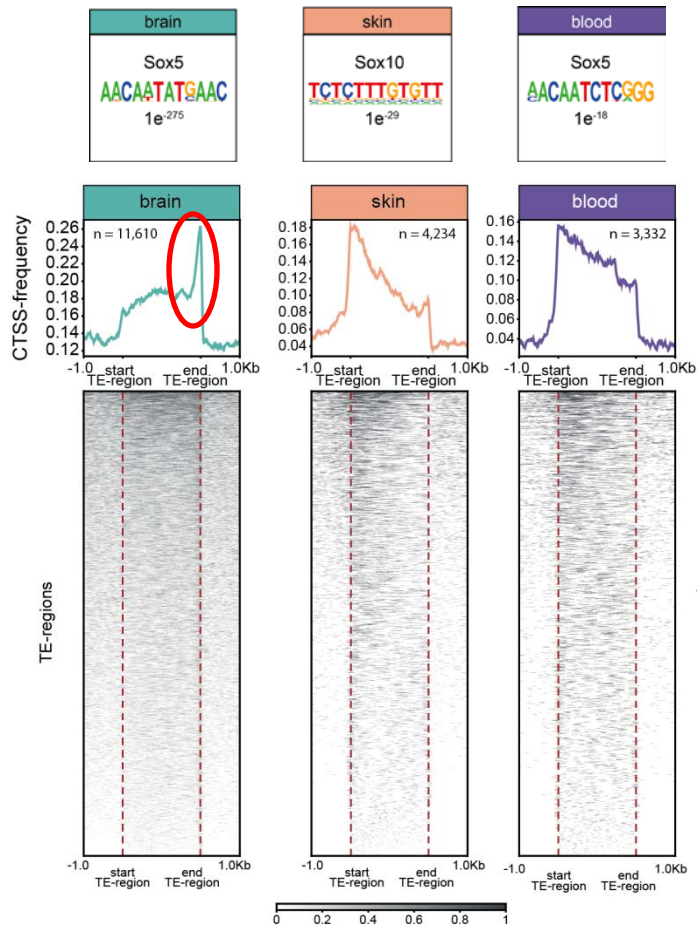 brain
skin
blood
Sox5
AACAATATGAAC
1e-275
Sox10
TCTCTTTGTGTT
1e-29
Sox5
AACAATCTCGGG
1e-18
brain
skin
blood
CTSS-frequency
n = 11,610
0.26
0.24
0.22
0.20
0.18
0.16
0.14
0.12
-1.0
start
TE-region
end
TE-region
1.0Kb
n = 4,234
0.18
0.16
0.14
0.12
0.10
0.08
0.06
0.04
-1.0
start
TE-region
end
TE-region
1.0Kb
n = 3,332
0.16
0.14
0.12
0.10
0.08
0.06
0.04
-1.0
start
TE-region
end
TE-region
1.0Kb
TE-regions
-1.0
start
TE-region
end
TE-region
1.0Kb
-1.0
start
TE-region
end
TE-region
1.0Kb
-1.0
start
TE-region
end
TE-region
1.0Kb
0 0.2 0.4 0.6 0.8 1